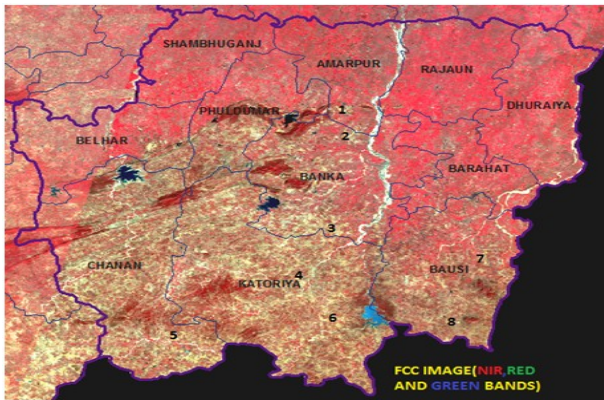 SHAMBHUGANJ
AMARPUR
RAJAUN
DHURAIYA
PHULDUMAR
1
2
BELHAR
BANKA
BARAHAT
3
CHANAN
KATORIYA
4
BAUSI
7
5
6
8
FCC IMAGE(NIR,RED
AND GREEN BANDS)